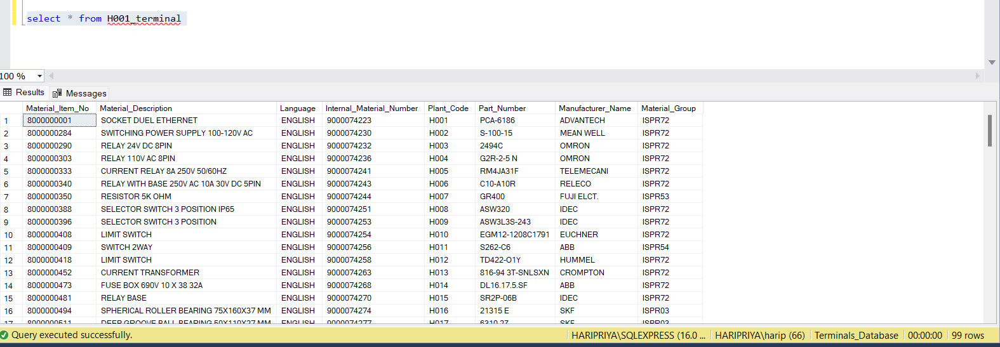 select * from H001_terminal
100 %
Results Messages
Material_Item_No Material_Description Language Internal_Material_Number Plant_Code Part_Number Manufacturer_Name Material_Group
1 8000000001 SOCKET DUEL ETHERNET ENGLISH 9000074223 H001 PCA-6186 ADVANTECH ISPR72
2 8000000284 SWITCHING POWER SUPPLY 100-120V AC ENGLISH 9000074230 H002 S-100-15 MEAN WELL ISPR72
3 8000000290 RELAY 24V DC 8PIN ENGLISH 9000074232 H003 2494C OMRON ISPR72
4 8000000303 RELAY 110V AC 8PIN ENGLISH 9000074236 H004 G2R-2-5 N OMRON ISPR72
5 8000000333 CURRENT RELAY 8A 250V 50/60HZ ENGLISH 9000074241 H005 RM4JA31F TELEMECANI ISPR72
6 8000000340 RELAY WITH BASE 250V AC 10A 30V DC 5PIN ENGLISH 9000074243 H006 C10-A10R RELECO ISPR72
7 8000000350 RESISTOR 5K OHM ENGLISH 9000074244 H007 GR400 FUJI ELCT. ISPR53
8 8000000388 SELECTOR SWITCH 3 POSITION IP65 ENGLISH 9000074251 H008 ASW320 IDEC ISPR72
9 8000000396 SELECTOR SWITCH 3 POSITION ENGLISH 9000074253 H009 ASW3L3S-243 IDEC ISPR72
10 8000000408 LIMIT SWITCH ENGLISH 9000074254 H010 EGM12-1208C1791 EUCHNER ISPR72
11 8000000409 SWITCH 2WAY ENGLISH 9000074256 H011 S262-C6 ABB ISPR54
12 8000000418 LIMIT SWITCH ENGLISH 9000074258 H012 TD422-O1Y HUMMEL ISPR72
13 8000000452 CURRENT TRANSFORMER ENGLISH 9000074263 H013 816-94 3T-SNLSXN CROMPTON ISPR72
14 8000000473 FUSE BOX 690V 10 X 38 32A ENGLISH 9000074268 H014 DL16.17.5.SF ABB ISPR72
15 8000000481 RELAY BASE ENGLISH 9000074270 H015 SR2P-06B IDEC ISPR72
16 8000000494 SPHERICAL ROLLER BEARING 75X160X37 MM ENGLISH 9000074274 H016 21315 E SKF ISPR03
17 8000000511 DEEP GROOVE BALL BEARING 50X110X27 MM ENGLISH 9000074277 H017 6310 2Z SKF ISPR03
Query executed successfully. HARIPRIYA\SQLEXPRESS (16.0 ... HARIPRIYA\harip (66) Terminals_Database 00:00:00 99 rows